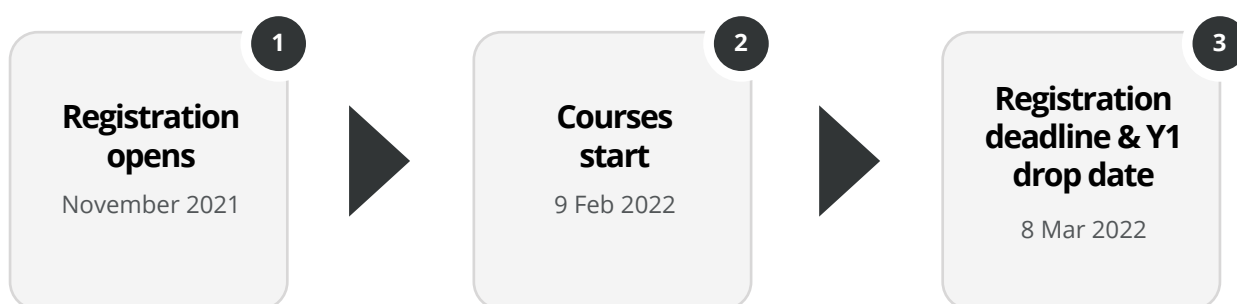 1
Registration
opens
November 2021
2
Courses
start
9 Feb 2022
3
Registration
deadline & Y1
drop date
8 Mar 2022